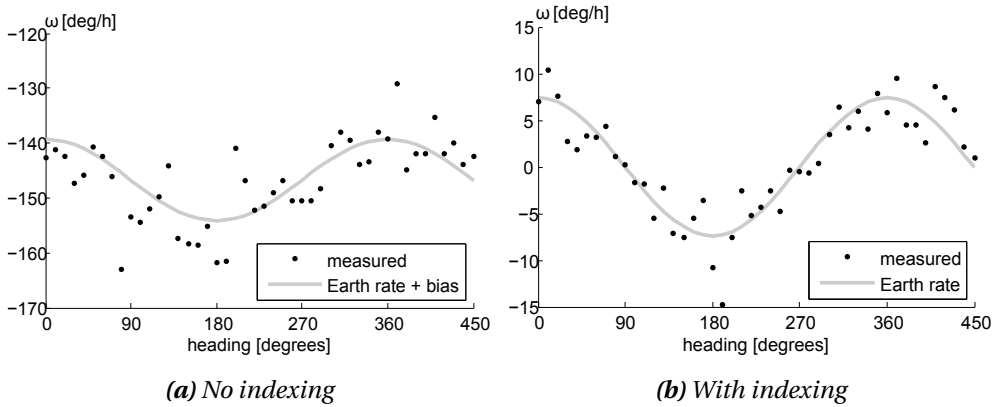 ω [deg/h]
−120
−130
−140
−150
−160
−170
0
90
180
270
360
450
heading [degrees]
measured
Earth rate + bias
(a) No indexing
ω [deg/h]
15
10
5
0
−5
−10
−15
0
90
180
270
360
450
heading [degrees]
measured
Earth rate
(b) With indexing